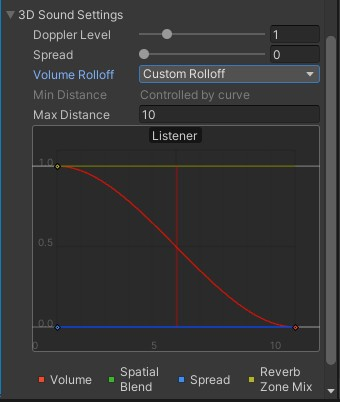 3D Sound Settings
Doppler Level 1
Spread 0
Volume Rolloff Custom Rolloff
Min Distance Controlled by curve
Max Distance 10
Listener
1.0
0.5
0.0
0 5 10
Volume Spatial Blend Spread Reverb Zone Mix